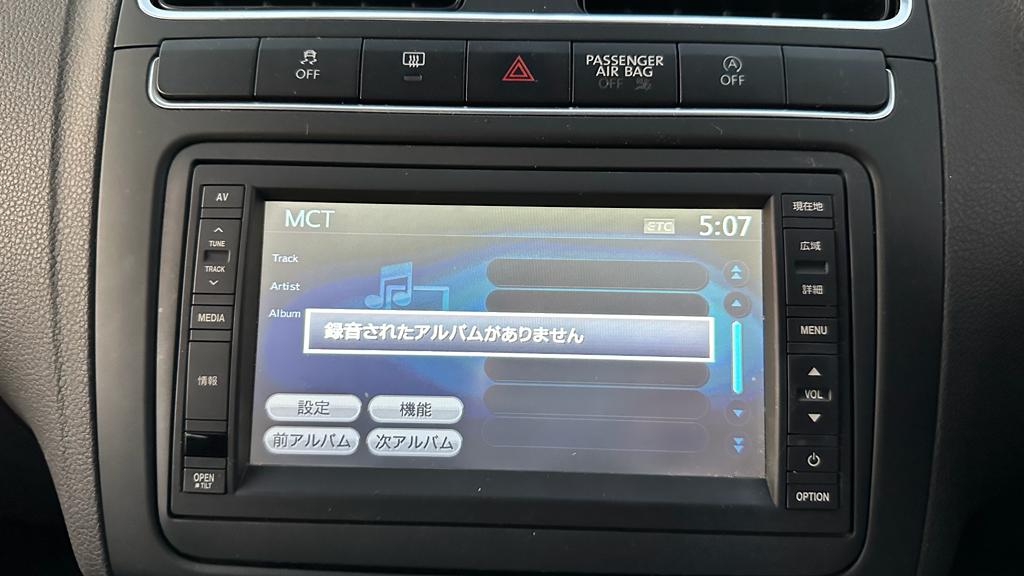 OFF
PASSENGER
AIR BAG
OFF
OFF
AV
TUNE
TRACK
MEDIA
情報
OPEN
TILT
MCT
ETC
5:07
Track
Artist
Album
録音されたアルバムがありません
設定
機能
前アルバム
次アルバム
現在地
広域
詳細
MENU
VOL
OPTION